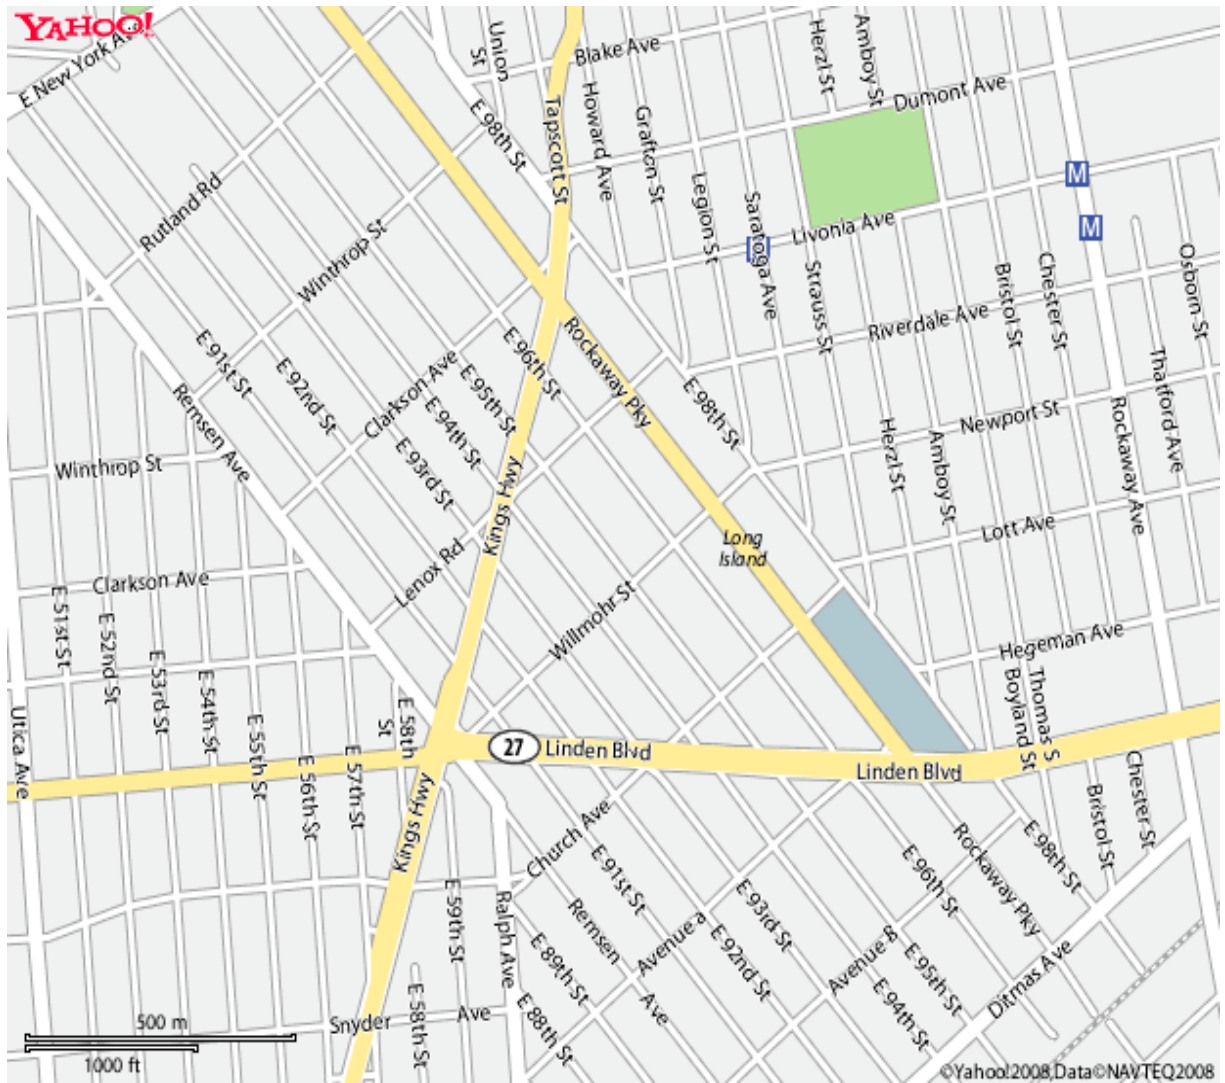 YAHOO!
E New York Ave
Union St
Blake Ave
Herzl St
Amboy St
Dumont Ave
E 98th St
Tapscott St
Howard Ave
Grafton St
Legion St
Saratoga Ave
M
M
M
Livonia Ave
Rutland Rd
Winthrop St
Strauss St
Bristol St
Chester St
Osborn St
Riverdale Ave
E 91st St
E 92nd St
Clarkson Ave
E 96th St
E 95th St
E 94th St
E 93rd St
Rockaway Pky
E 98th St
Newport St
Thatford Ave
Rockaway Ave
Remsen Ave
Winthrop St
Kings Hwy
Herzl St
Amboy St
Lott Ave
Long
Island
Clarkson Ave
Lenox Rd
Willmohr St
Hegeman Ave
E 51st St
E 52nd St
E 53rd St
E 54th St
E 55th St
E 56th St
E 57th St
E 58th St
Utica Ave
27
Linden Blvd
Linden Blvd
Thomas S Boyland St
Chester St
Bristol St
Kings Hwy
Church Ave
E 91st St
E 93rd St
E 96th St
Rockaway Pky
E 98th St
E 59th St
Ralph Ave
Remsen Ave
E 89th St
E 88th St
Avenue a
E 92nd St
Avenue B
E 95th St
E 94th St
Ditmas Ave
E 58th St
Snyder Ave
500 m
1000 ft
©Yahoo!2008,Data©NAVTEQ2008